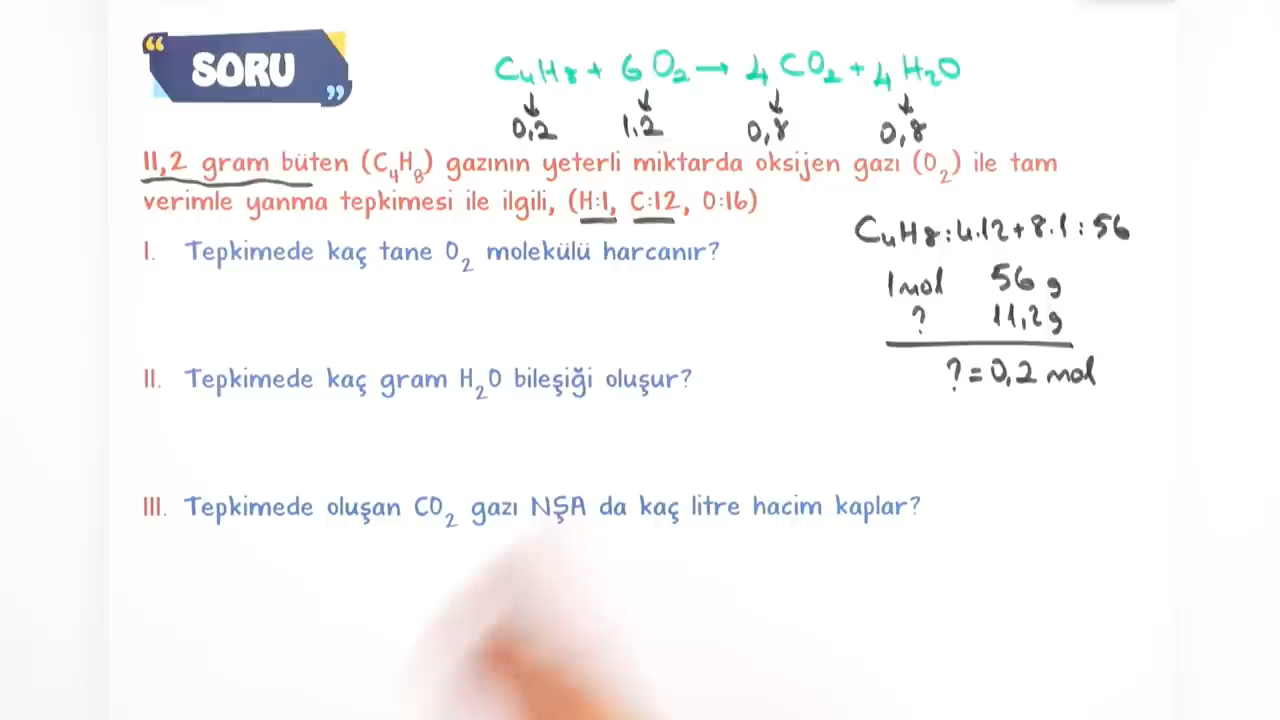 “ SORU ”
C₄H₈ + 6 O₂ → 4 CO₂ + 4 H₂O
0,2 1,2 0,8 0,8
11,2 gram büten (C₄H₈) gazının yeterli miktarda oksijen gazı (O₂) ile tam
verimle yanma tepkimesi ile ilgili, (H:1, C:12, O:16)
C₄H₈ : 4.12 + 8.1 : 56
I. Tepkimede kaç tane O₂ molekülü harcanır?
1 mol 56 g
? 11,2 g
? = 0,2 mol
II. Tepkimede kaç gram H₂O bileşiği oluşur?
III. Tepkimede oluşan CO₂ gazı NŞA da kaç litre hacim kaplar?